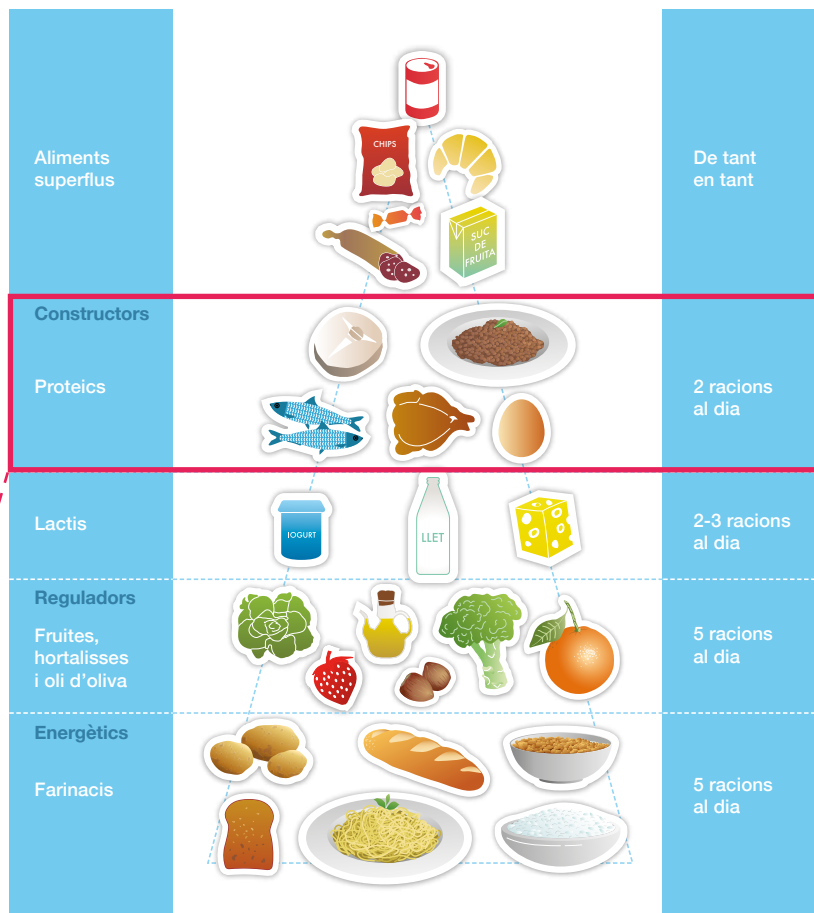 Aliments
superflus
CHIPS
SUC
DE
FRUITA
De tant
en tant
Constructors
Proteics
2 racions
al dia
Lactis
IOGURT
LLET
2-3 racions
al dia
Reguladors
Fruites,
hortalisses
i oli d’oliva
5 racions
al dia
Energètics
Farinacis
5 racions
al dia